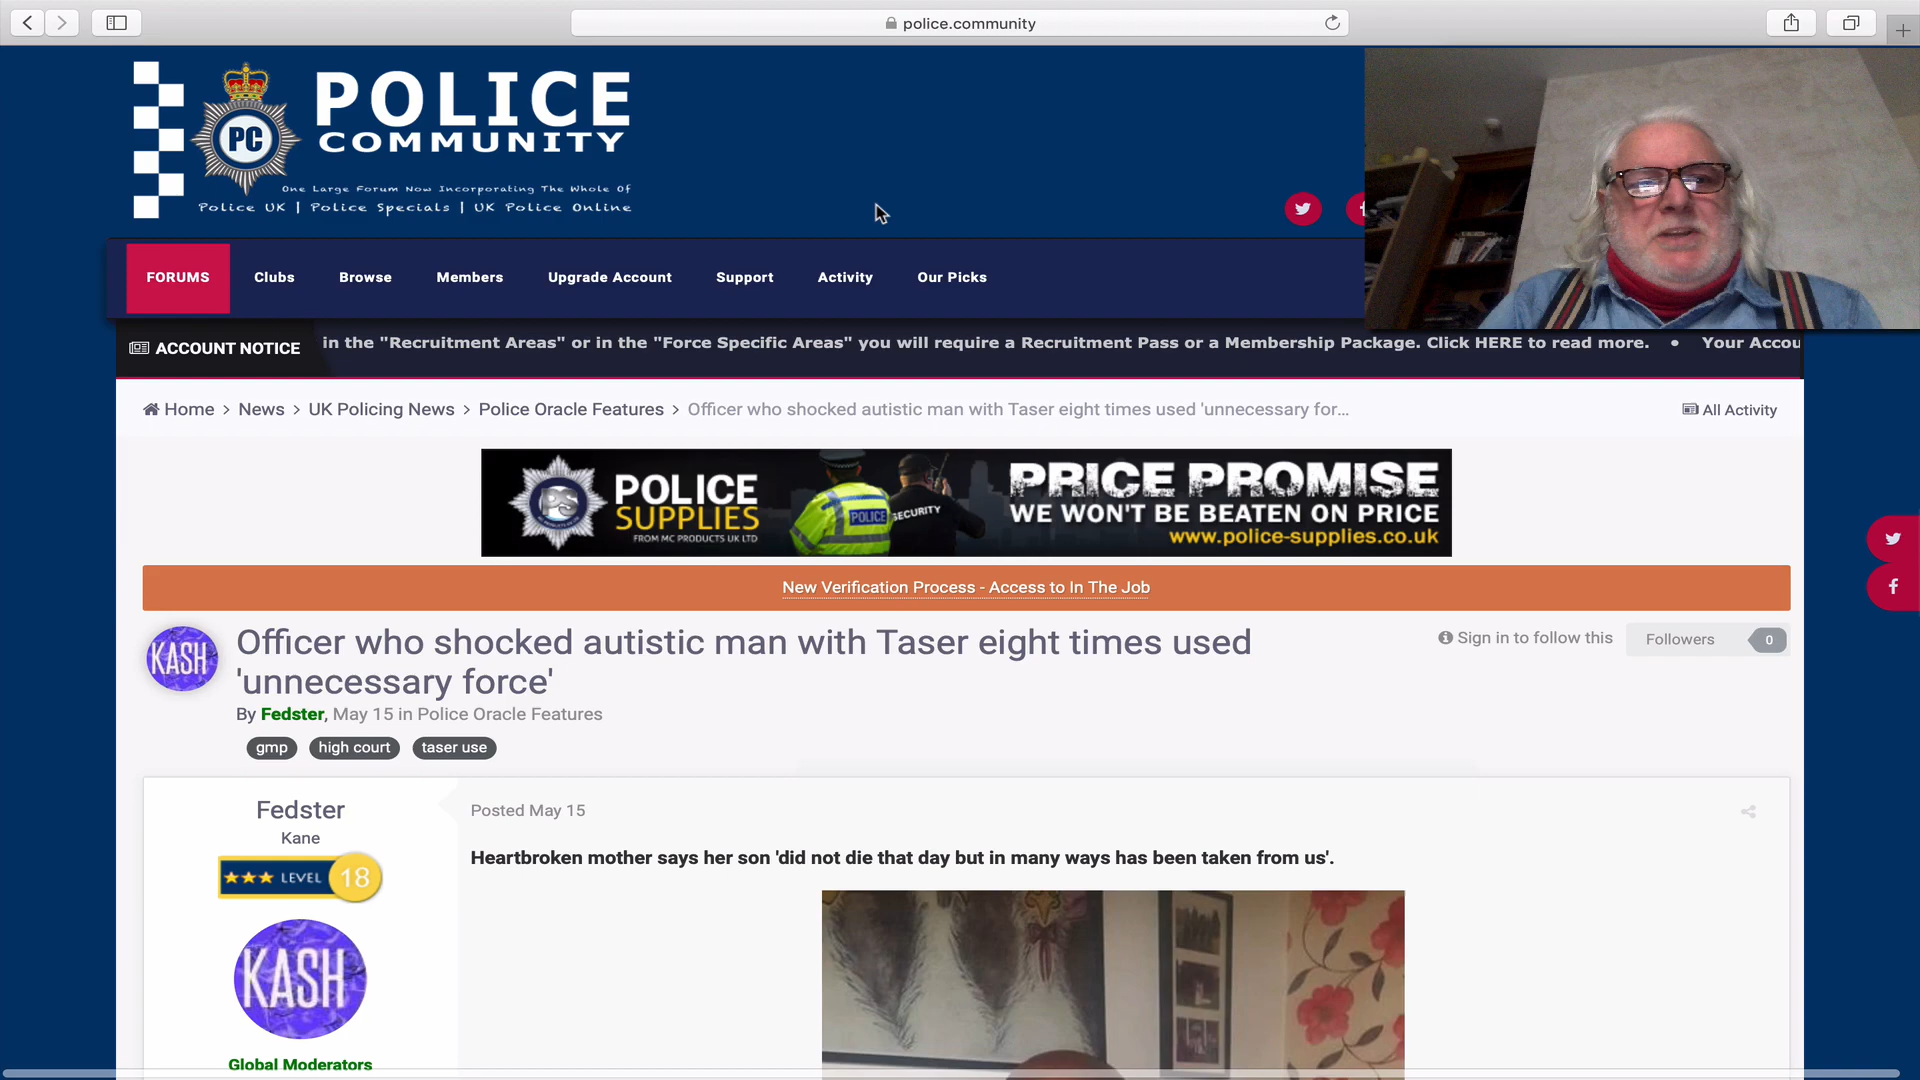 police.community
POLICE
COMMUNITY
PC
One Large Forum Now Incorporating The Whole Of
Police UK | Police Specials | UK Police Online
FORUMS
Clubs
Browse
Members
Upgrade Account
Support
Activity
Our Picks
ACCOUNT NOTICE
in the "Recruitment Areas" or in the "Force Specific Areas" you will require a Recruitment Pass or a Membership Package. Click HERE to read more. • Your Accou
Home > News > UK Policing News > Police Oracle Features > Officer who shocked autistic man with Taser eight times used 'unnecessary for...
All Activity
PS
POLICE
SUPPLIES
FROM MC PRODUCTS UK LTD
POLICE
SECURITY
PRICE PROMISE
WE WON'T BE BEATEN ON PRICE
www.police-supplies.co.uk
New Verification Process - Access to In The Job
KASH
Officer who shocked autistic man with Taser eight times used
'unnecessary force'
By Fedster, May 15 in Police Oracle Features
gmp
high court
taser use
Sign in to follow this
Followers
0
Fedster
Kane
LEVEL 18
KASH
Global Moderators
Posted May 15
Heartbroken mother says her son 'did not die that day but in many ways has been taken from us'.